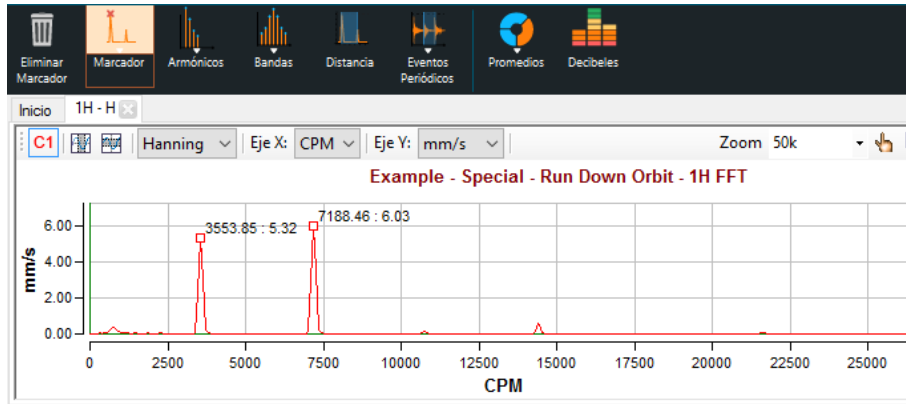 Eliminar Marcador
Marcador
Armónicos
Bandas
Distancia
Eventos Periódicos
Promedios
Decibeles
Inicio
1H - H
C1
Hanning
Eje X: CPM
Eje Y: mm/s
Zoom 50k
Example - Special - Run Down Orbit - 1H FFT
3553.85 : 5.32
7188.46 : 6.03
mm/s
6.00
4.00
2.00
0.00
0 2500 5000 7500 10000 12500 15000 17500 20000 22500 25000
CPM